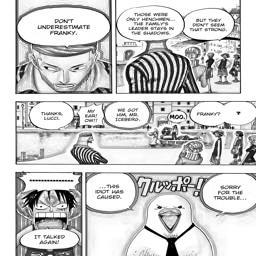 BUT THEY
DIDN'T SEEM
THAT STRONG.
THOSE WERE
ONLY HENCHMEN...
THE FAMILY'S
LEADER STAYS
IN THE
SHADOWS.
DON'T
UNDERESTIMATE
FRANKY.
FRANKY?
MOO.
WE GOT
HIM, MR.
ICEBERG.
MY
EAR!
OW!!
THANKS,
LUCCI.
クルッポー!!
SORRY
FOR THE
TROUBLE...
...THIS
IDIOT HAS
CAUSED.
IT TALKED
AGAIN!